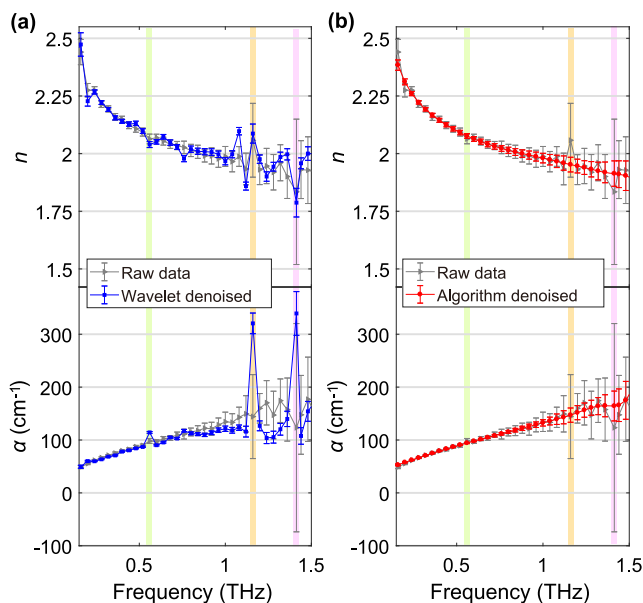 (a)
(b)
2.5
2.25
2
1.75
1.5
n
Raw data
Wavelet denoised
300
200
100
0
-100
α (cm⁻¹)
0.5
1
1.5
Frequency (THz)
2.5
2.25
2
1.75
1.5
n
Raw data
Algorithm denoised
300
200
100
0
-100
α (cm⁻¹)
0.5
1
1.5
Frequency (THz)